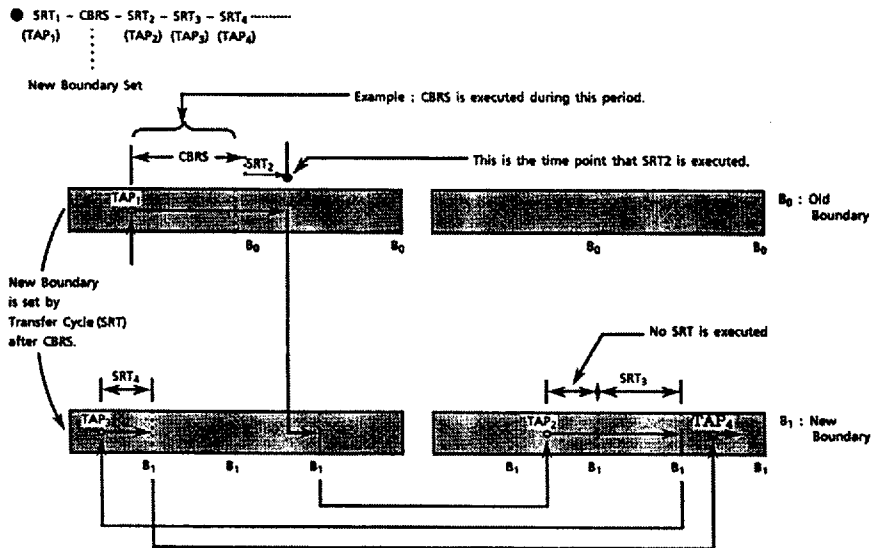 ● SRT₁ – CBRS – SRT₂ – SRT₃ – SRT₄ ----------
(TAP₁) (TAP₂) (TAP₃) (TAP₄)
New Boundary Set
Example : CBRS is executed during this period.
CBRS
SRT₂
This is the time point that SRT2 is executed.
TAP₁
B₀ : Old
Boundary
B₀ B₀ B₀ B₀
New Boundary
is set by
Transfer Cycle (SRT)
after CBRS.
No SRT is executed
SRT₄
SRT₃
TAP₃
TAP₂
TAP₄
B₁ : New
Boundary
B₁ B₁ B₁ B₁ B₁ B₁ B₁